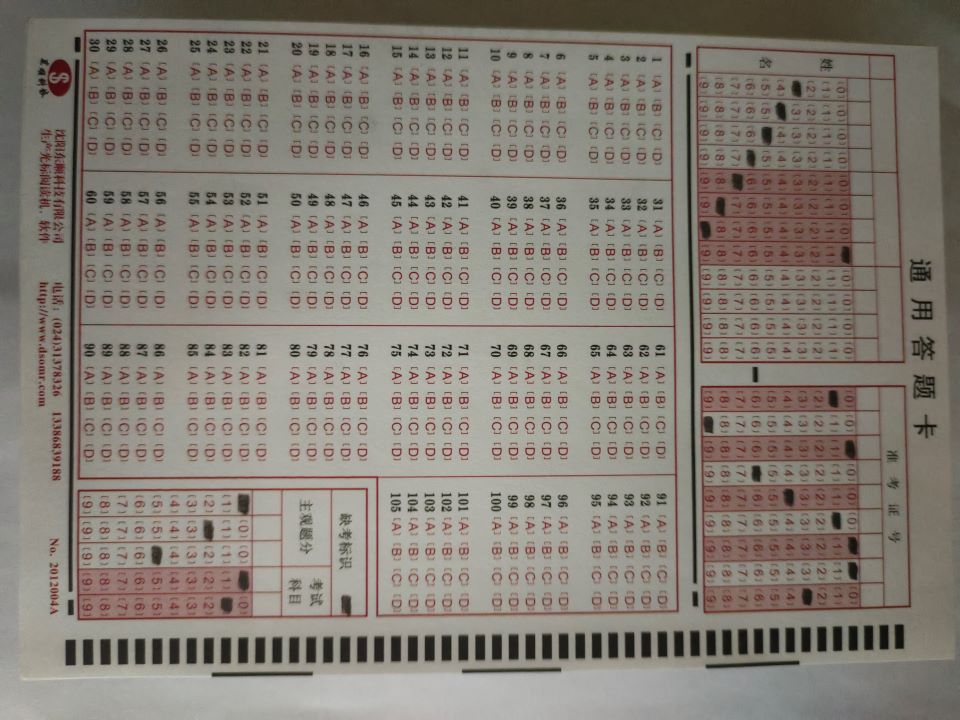 通用答题卡
姓名
[0] [0] [0] [0] [0] [0] [0] [0] [0] [0] [0]
[1] [1] [1] [1] [1] [1] [1] [1] [1] [1] [1] [1]
[2] [2] [2] [2] [2] [2] [2] [2] [2] [2] [2] [2]
[3] [3] [3] [3] [3] [3] [3] [3] [3] [3] [3]
[4] [4] [4] [4] [4] [4] [4] [4] [4] [4] [4]
[5] [5] [5] [5] [5] [5] [5] [5] [5] [5] [5]
[6] [6] [6] [6] [6] [6] [6] [6] [6] [6] [6]
[7] [7] [7] [7] [7] [7] [7] [7] [7] [7] [7]
[8] [8] [8] [8] [8] [8] [8] [8] [8] [8] [8]
[9] [9] [9] [9] [9] [9] [9] [9] [9] [9] [9]
准考证号
[0] [0] [0] [0] [0] [0]
[1] [1] [1] [1] [1] [1] [1]
[2] [2] [2] [2] [2] [2] [2] [2] [2]
[3] [3] [3] [3] [3] [3] [3] [3]
[4] [4] [4] [4] [4] [4] [4] [4]
[5] [5] [5] [5] [5] [5] [5] [5] [5]
[6] [6] [6] [6] [6] [6] [6] [6]
[7] [7] [7] [7] [7] [7] [7] [7] [7]
[8] [8] [8] [8] [8] [8] [8] [8] [8]
[9] [9] [9] [9] [9] [9] [9] [9]
1 [A] [B] [C] [D] 31 [A] [B] [C] [D] 61 [A] [B] [C] [D] 91 [A] [B] [C] [D]
2 [A] [B] [C] [D] 32 [A] [B] [C] [D] 62 [A] [B] [C] [D] 92 [A] [B] [C] [D]
3 [A] [B] [C] [D] 33 [A] [B] [C] [D] 63 [A] [B] [C] [D] 93 [A] [B] [C] [D]
4 [A] [B] [C] [D] 34 [A] [B] [C] [D] 64 [A] [B] [C] [D] 94 [A] [B] [C] [D]
5 [A] [B] [C] [D] 35 [A] [B] [C] [D] 65 [A] [B] [C] [D] 95 [A] [B] [C] [D]
6 [A] [B] [C] [D] 36 [A] [B] [C] [D] 66 [A] [B] [C] [D] 96 [A] [B] [C] [D]
7 [A] [B] [C] [D] 37 [A] [B] [C] [D] 67 [A] [B] [C] [D] 97 [A] [B] [C] [D]
8 [A] [B] [C] [D] 38 [A] [B] [C] [D] 68 [A] [B] [C] [D] 98 [A] [B] [C] [D]
9 [A] [B] [C] [D] 39 [A] [B] [C] [D] 69 [A] [B] [C] [D] 99 [A] [B] [C] [D]
10 [A] [B] [C] [D] 40 [A] [B] [C] [D] 70 [A] [B] [C] [D] 100 [A] [B] [C] [D]
11 [A] [B] [C] [D] 41 [A] [B] [C] [D] 71 [A] [B] [C] [D] 101 [A] [B] [C] [D]
12 [A] [B] [C] [D] 42 [A] [B] [C] [D] 72 [A] [B] [C] [D] 102 [A] [B] [C] [D]
13 [A] [B] [C] [D] 43 [A] [B] [C] [D] 73 [A] [B] [C] [D] 103 [A] [B] [C] [D]
14 [A] [B] [C] [D] 44 [A] [B] [C] [D] 74 [A] [B] [C] [D] 104 [A] [B] [C] [D]
15 [A] [B] [C] [D] 45 [A] [B] [C] [D] 75 [A] [B] [C] [D] 105 [A] [B] [C] [D]
16 [A] [B] [C] [D] 46 [A] [B] [C] [D] 76 [A] [B] [C] [D]
17 [A] [B] [C] [D] 47 [A] [B] [C] [D] 77 [A] [B] [C] [D]
18 [A] [B] [C] [D] 48 [A] [B] [C] [D] 78 [A] [B] [C] [D]
19 [A] [B] [C] [D] 49 [A] [B] [C] [D] 79 [A] [B] [C] [D]
20 [A] [B] [C] [D] 50 [A] [B] [C] [D] 80 [A] [B] [C] [D]
21 [A] [B] [C] [D] 51 [A] [B] [C] [D] 81 [A] [B] [C] [D]
22 [A] [B] [C] [D] 52 [A] [B] [C] [D] 82 [A] [B] [C] [D]
23 [A] [B] [C] [D] 53 [A] [B] [C] [D] 83 [A] [B] [C] [D]
24 [A] [B] [C] [D] 54 [A] [B] [C] [D] 84 [A] [B] [C] [D]
25 [A] [B] [C] [D] 55 [A] [B] [C] [D] 85 [A] [B] [C] [D]
26 [A] [B] [C] [D] 56 [A] [B] [C] [D] 86 [A] [B] [C] [D]
27 [A] [B] [C] [D] 57 [A] [B] [C] [D] 87 [A] [B] [C] [D]
28 [A] [B] [C] [D] 58 [A] [B] [C] [D] 88 [A] [B] [C] [D]
29 [A] [B] [C] [D] 59 [A] [B] [C] [D] 89 [A] [B] [C] [D]
30 [A] [B] [C] [D] 60 [A] [B] [C] [D] 90 [A] [B] [C] [D]
缺考标识
主观题分
考试
科目
[0] [0] [0]
[1] [1] [1] [1]
[2] [2] [2] [2]
[3] [3] [3] [3] [3]
[4] [4] [4] [4] [4]
[5] [5] [5] [5]
[6] [6] [6] [6] [6]
[7] [7] [7] [7] [7]
[8] [8] [8] [8] [8]
[9] [9] [9] [9] [9]
东顺科技
沈阳东顺科技有限公司 电话：(024)31378326 13386839188
生产光标阅读机、软件 http://www.dsomr.com No. 2012004A